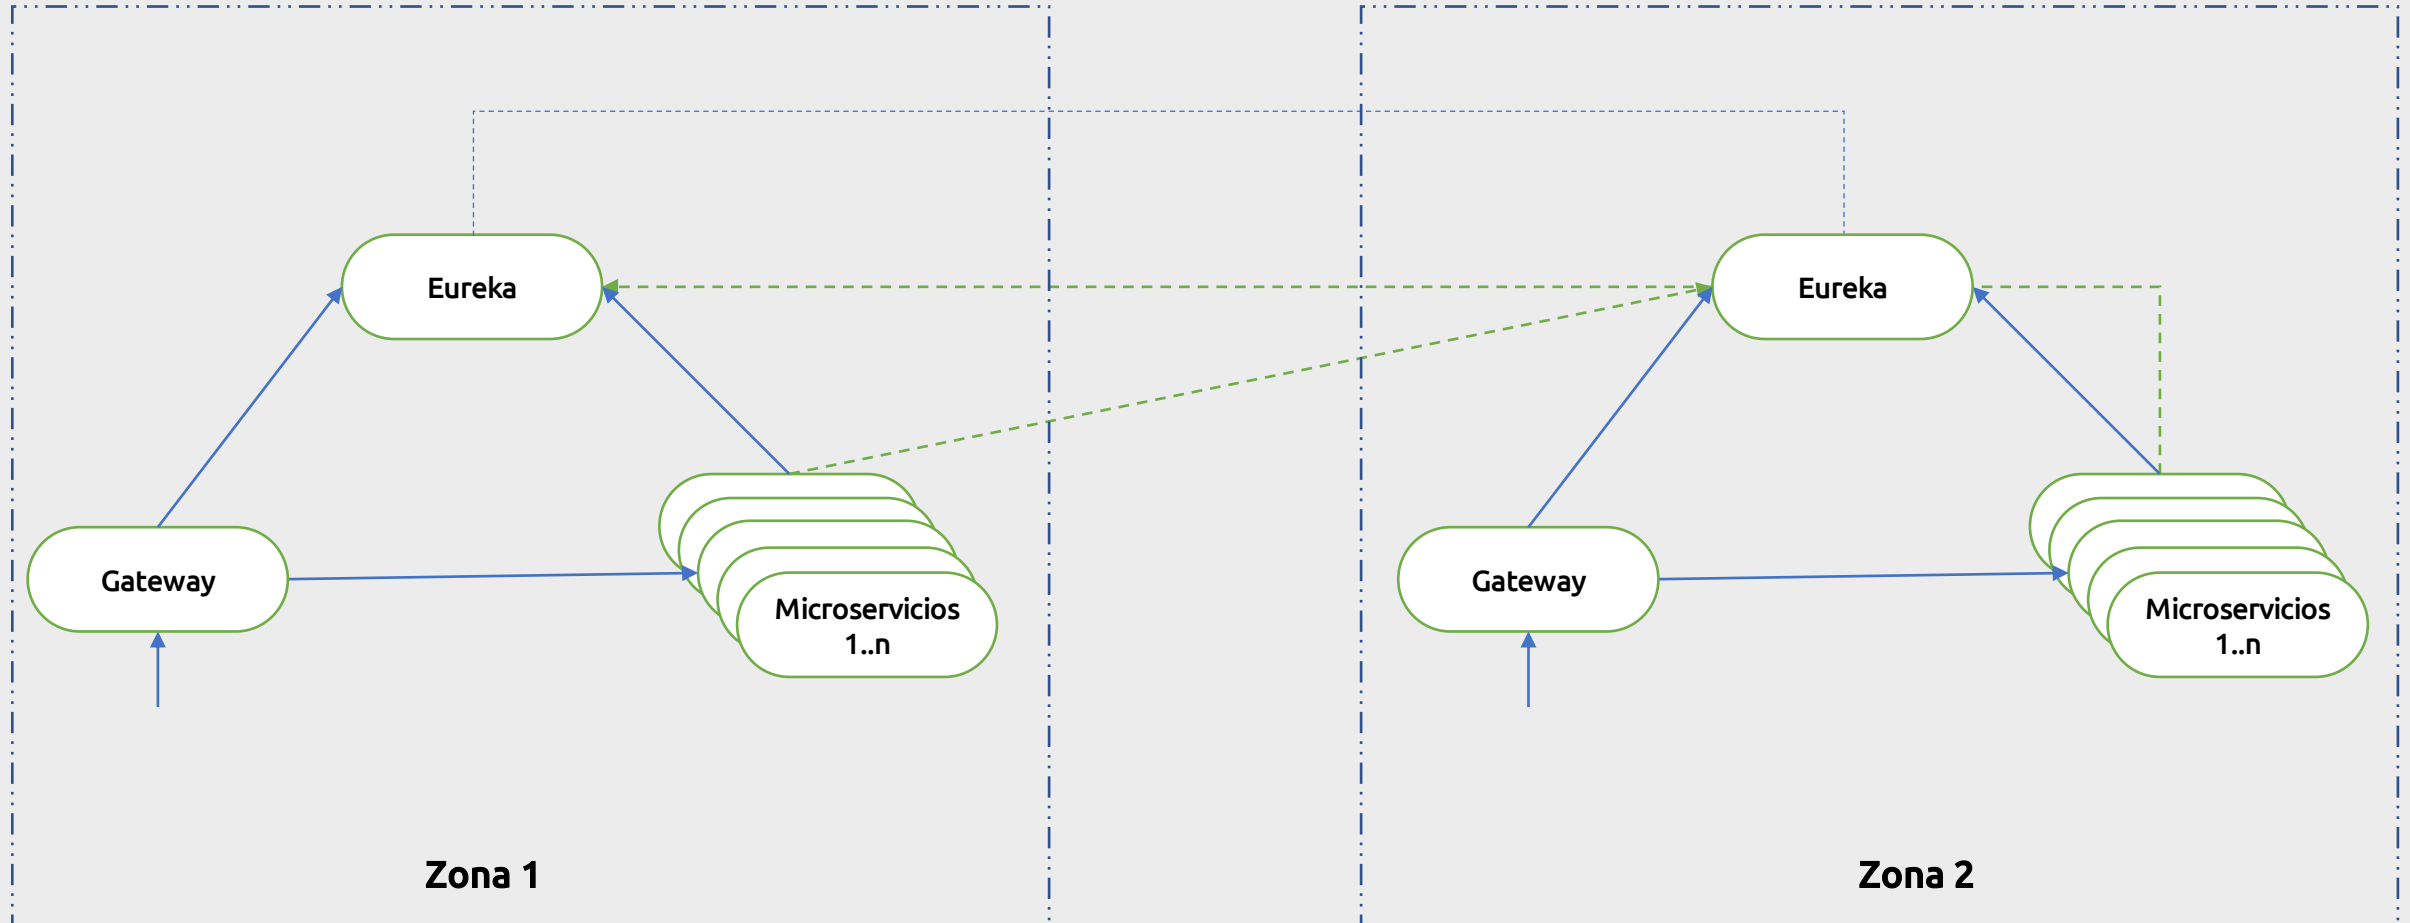 Eureka
Eureka
Gateway
Microservicios
1..n
Gateway
Microservicios
1..n
Zona 1
Zona 2